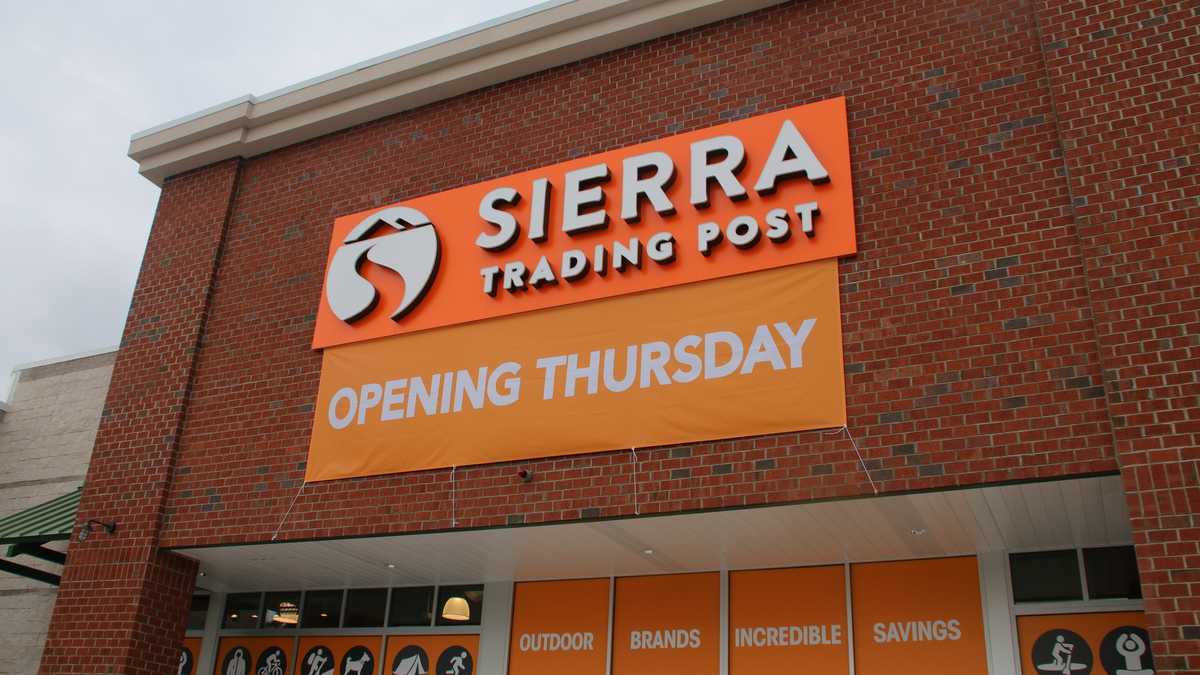 SIERRA
TRADING POST
OPENING THURSDAY
OUTDOOR
BRANDS
INCREDIBLE
SAVINGS